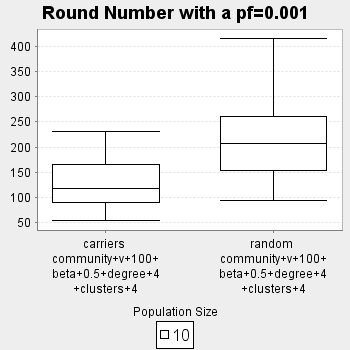 Round Number with a pf=0.001
400
350
300
250
200
150
100
50
carriers
community+v+100+
beta+0.5+degree+4
+clusters+4
random
community+v+100+
beta+0.5+degree+4
+clusters+4
Population Size
10